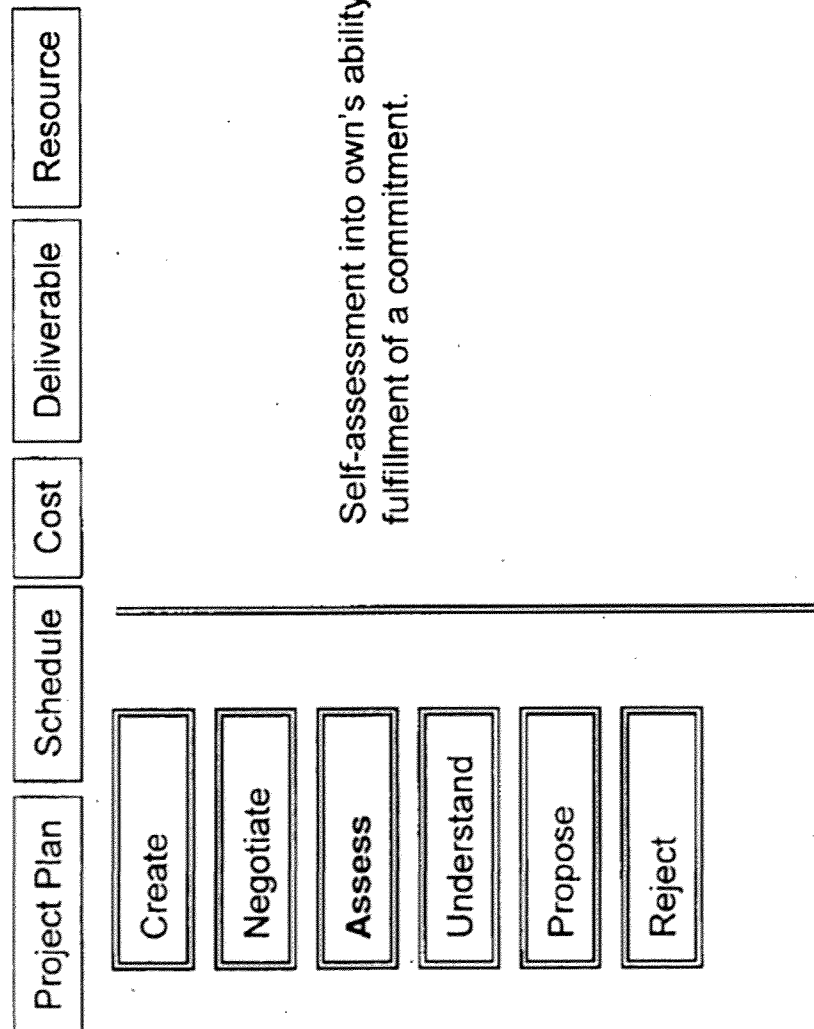 Project Plan
Schedule
Cost
Deliverable
Resource
Create
Negotiate
Assess
Understand
Propose
Reject
Self-assessment into own's ability
fulfillment of a commitment.